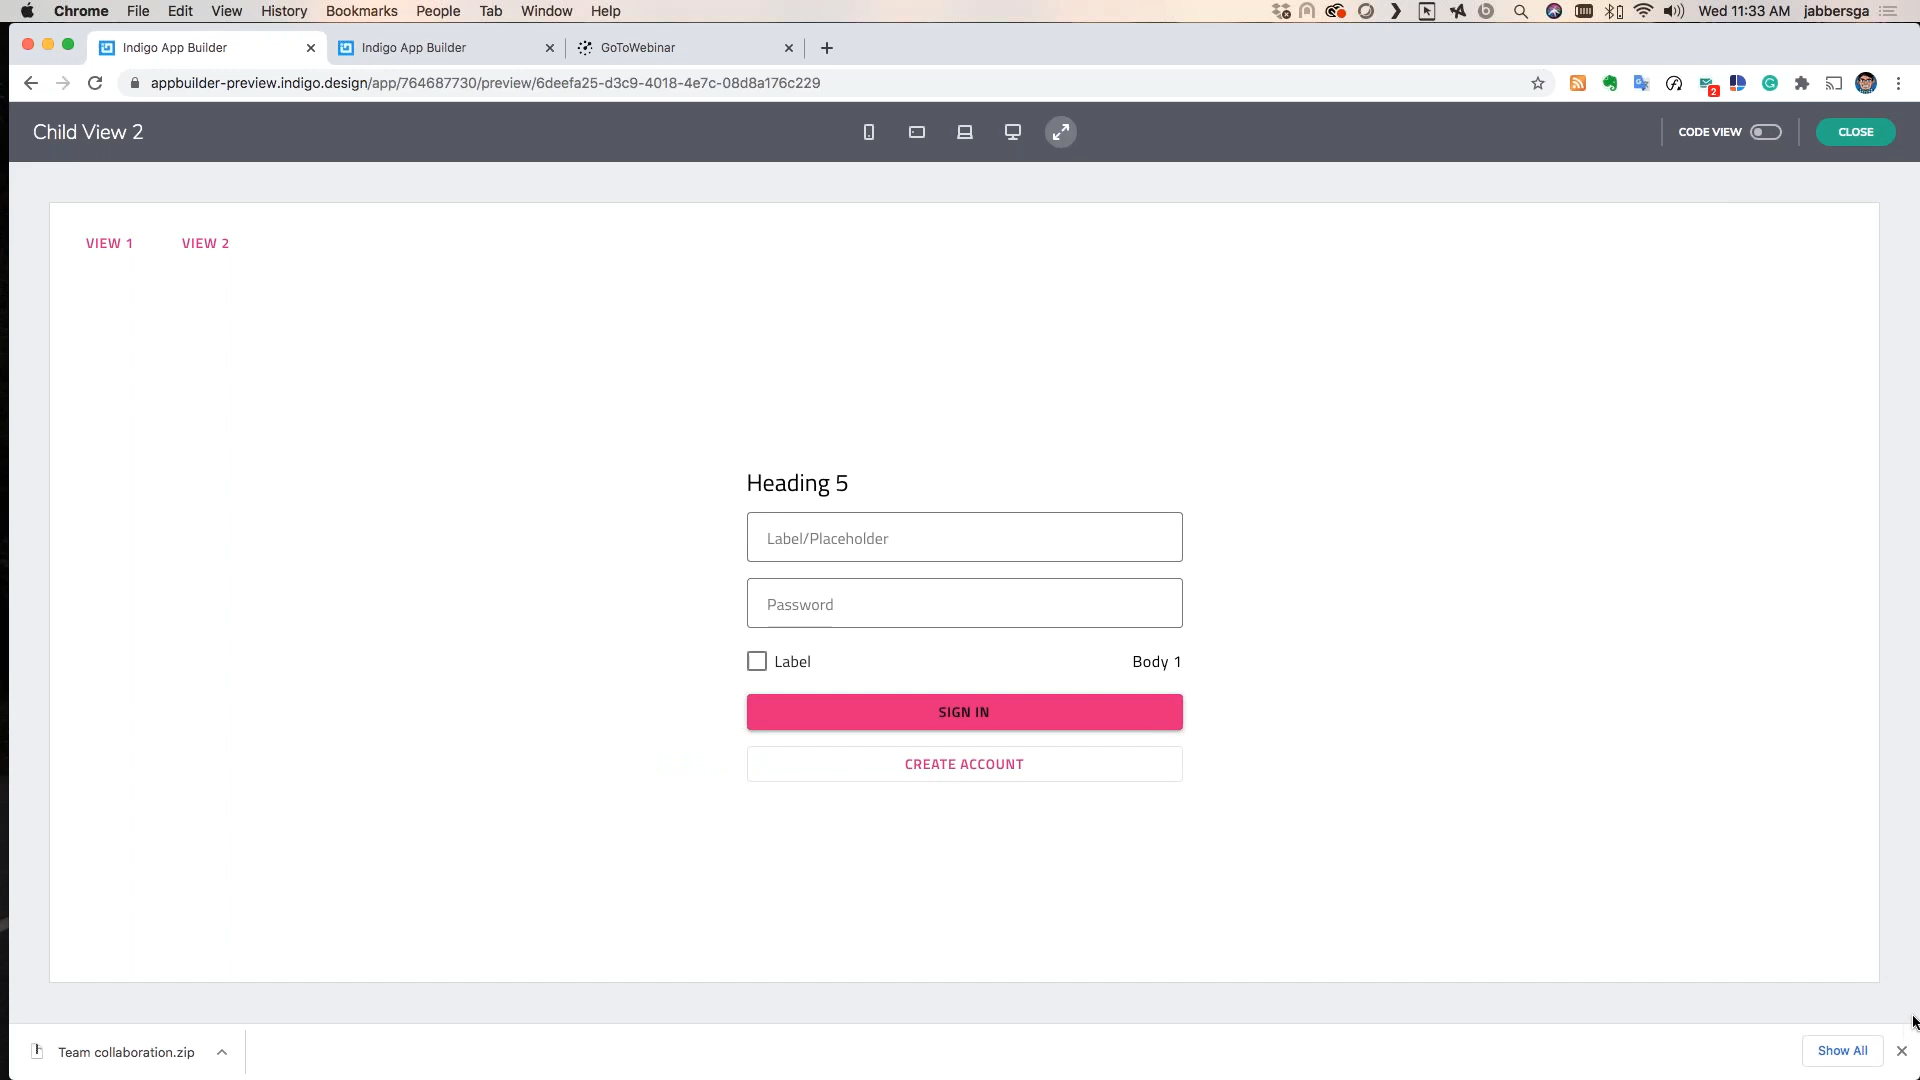 Chrome File Edit View History Bookmarks People Tab Window Help Wed 11:33 AM jabbersga
Indigo App Builder Indigo App Builder GoToWebinar
appbuilder-preview.indigo.design/app/764687730/preview/6deefa25-d3c9-4018-4e7c-08d8a176c229 2
Child View 2 CODE VIEW CLOSE
VIEW 1 VIEW 2
Heading 5
Label/Placeholder
Password
Label Body 1
SIGN IN
CREATE ACCOUNT
Team collaboration.zip Show All